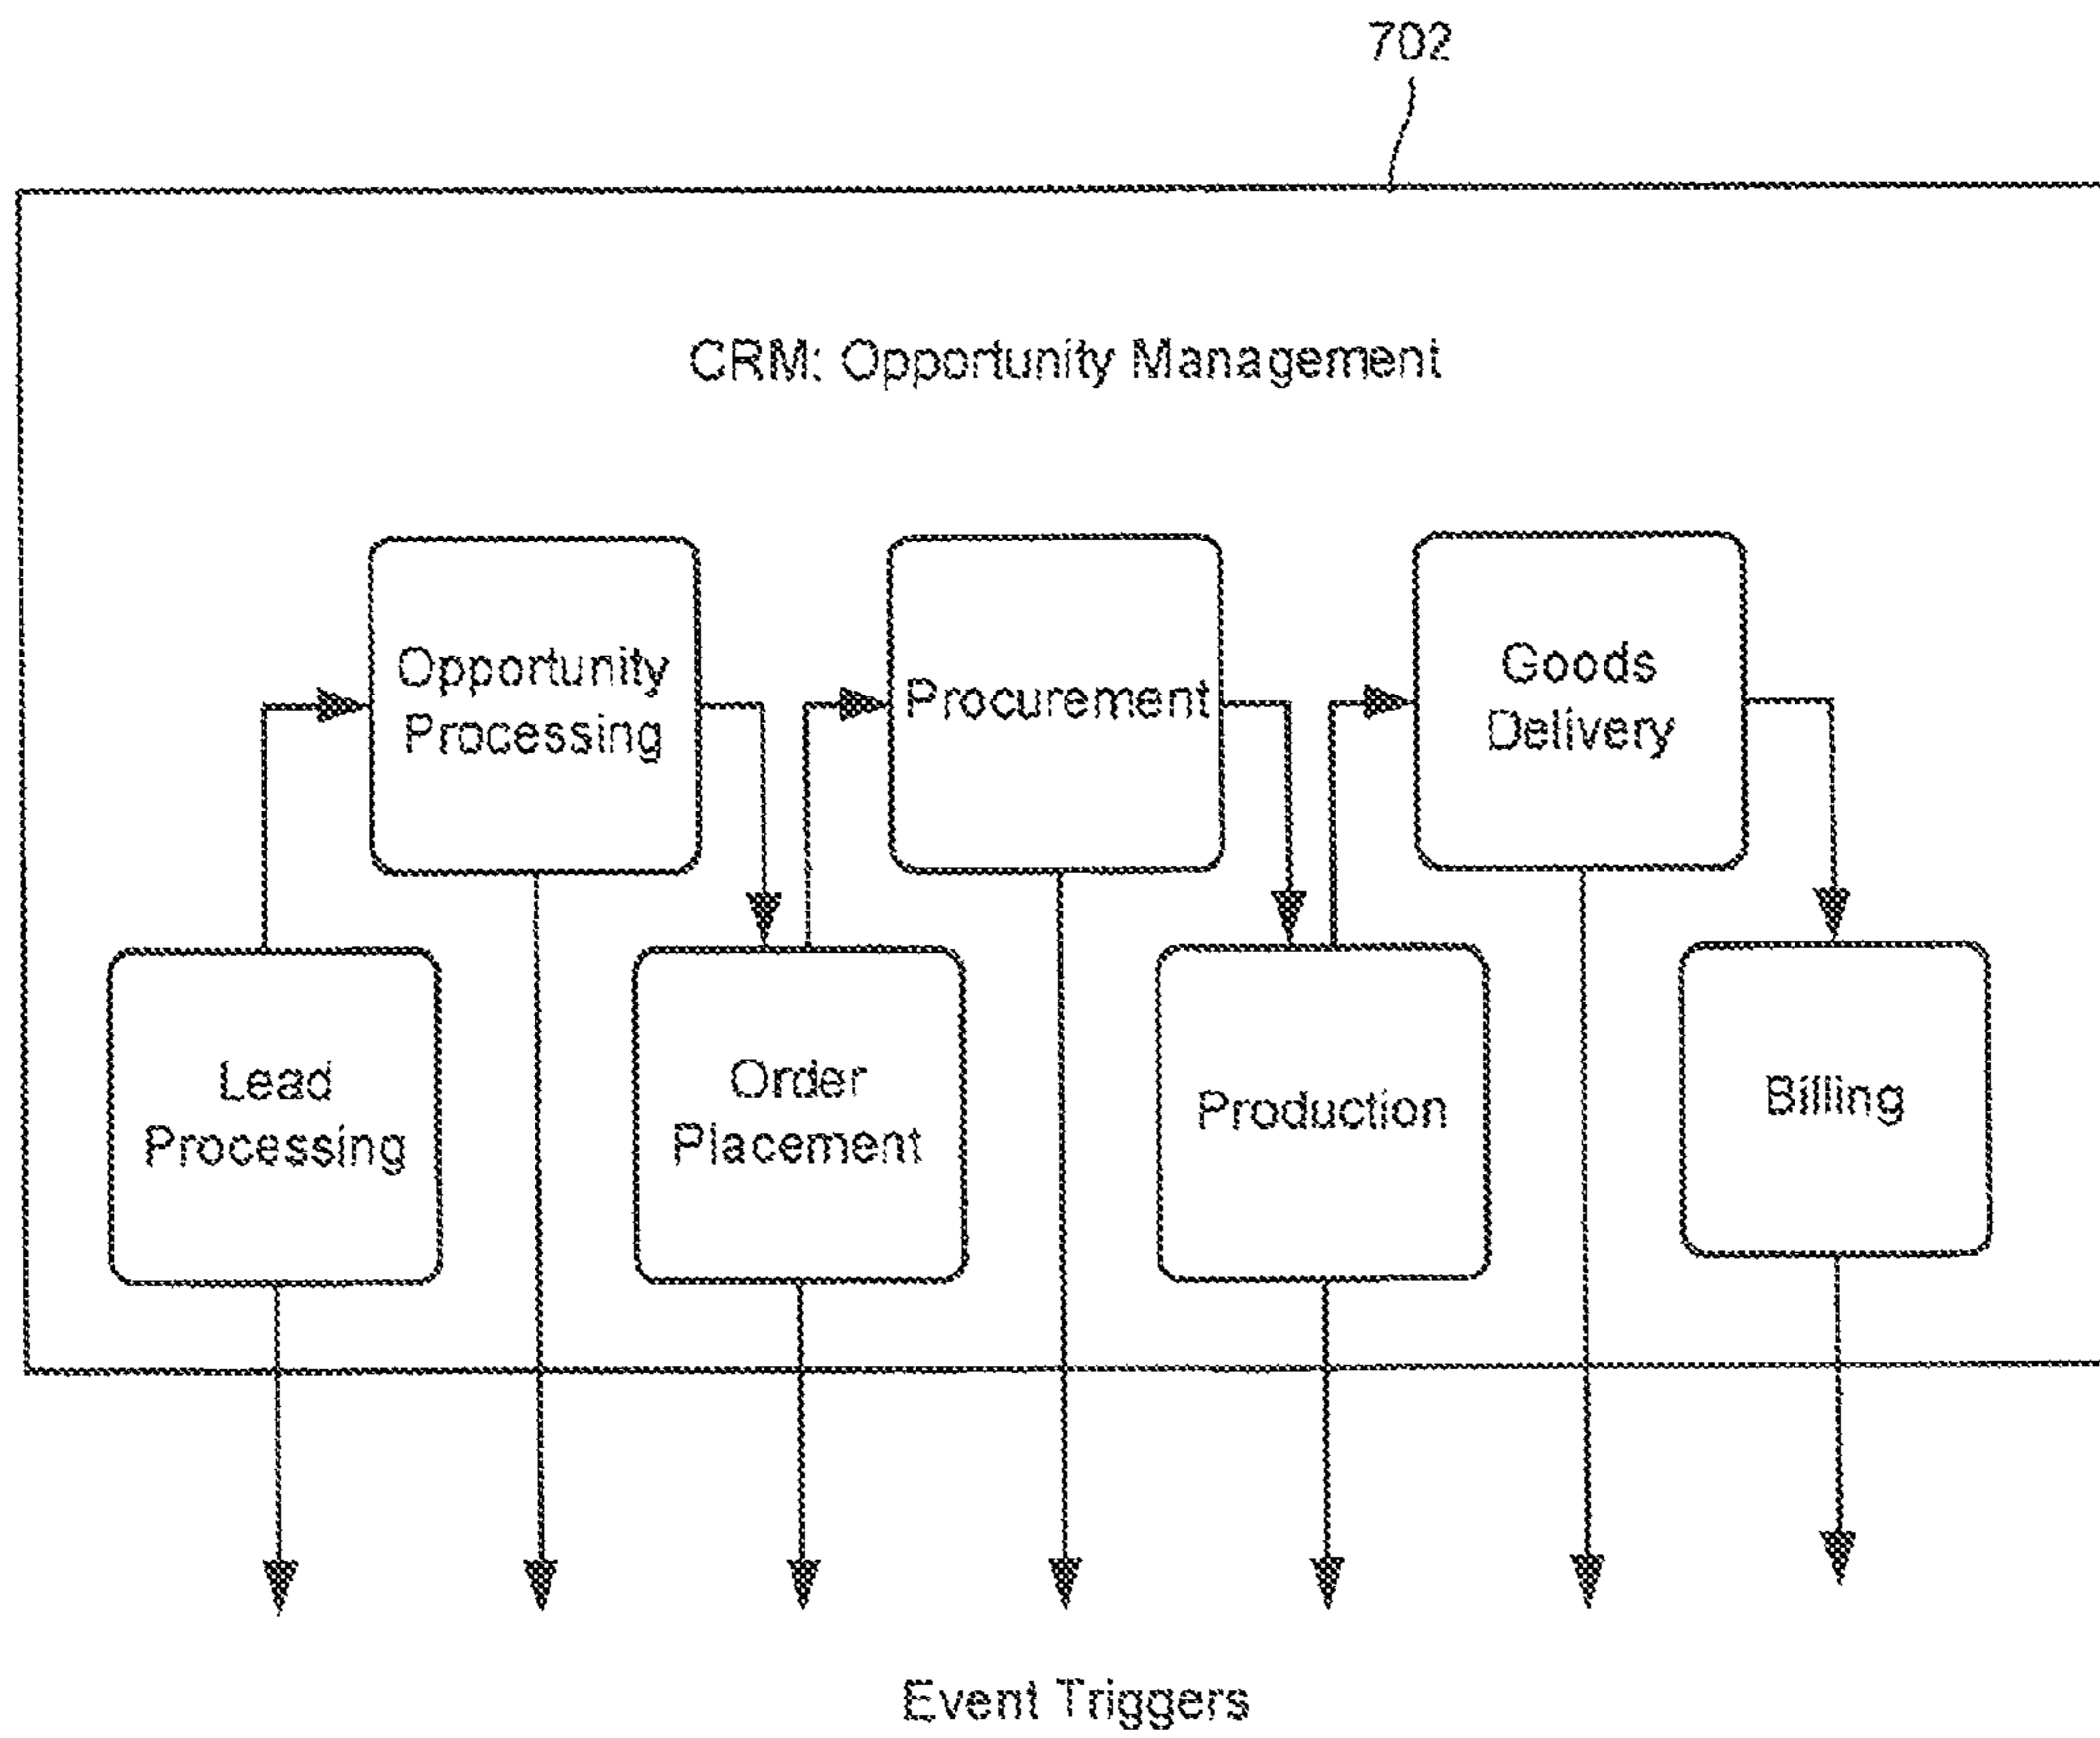 702
CRM: Opportunity Management
Opportunity
Processing
Procurement
Goods
Delivery
Lead
Processing
Order
Placement
Production
Billing
Event Triggers